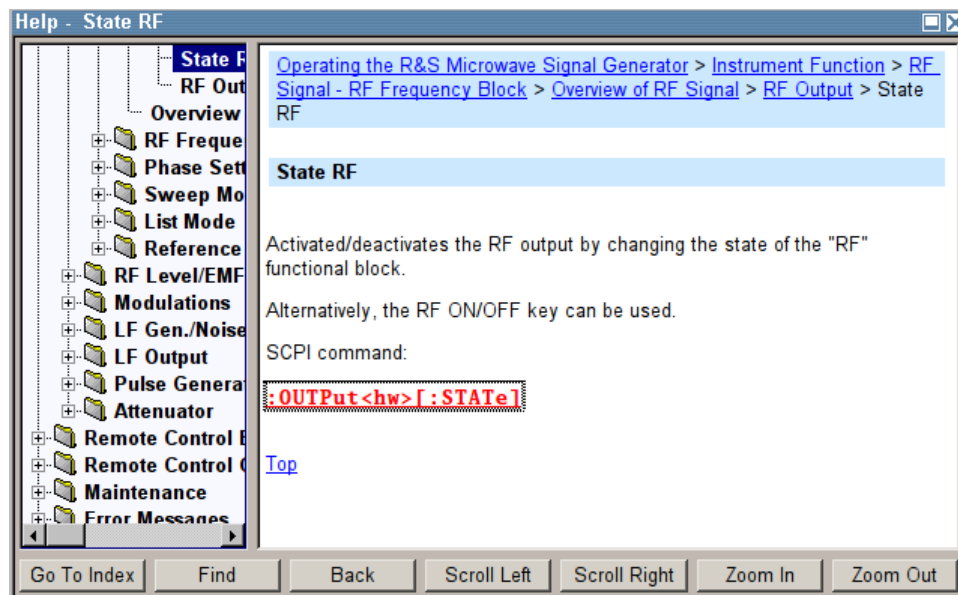 Help - State RF
State R
RF Out
Overview
RF Freque
Phase Sett
Sweep Mo
List Mode
Reference
RF Level/EMF
Modulations
LF Gen./Noise
LF Output
Pulse Genera
Attenuator
Remote Control B
Remote Control C
Maintenance
Error Messages
Operating the R&S Microwave Signal Generator > Instrument Function > RF
Signal - RF Frequency Block > Overview of RF Signal > RF Output > State
RF
State RF
Activated/deactivates the RF output by changing the state of the "RF"
functional block.
Alternatively, the RF ON/OFF key can be used.
SCPI command:
:OUTPut<hw>[:STATe]
Top
Go To Index Find Back Scroll Left Scroll Right Zoom In Zoom Out